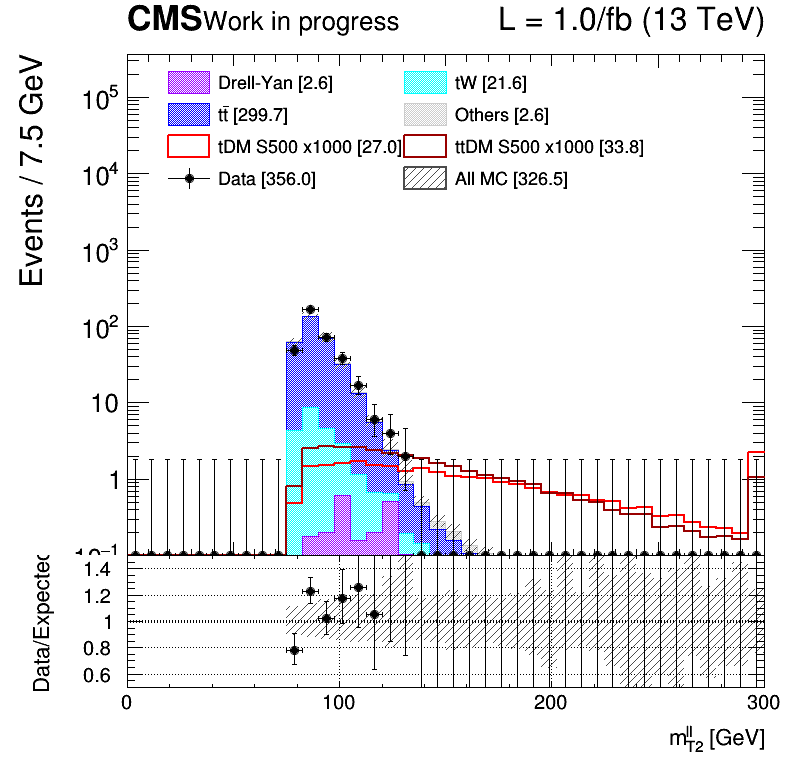 CMS Work in progress L = 1.0/fb (13 TeV)
Events / 7.5 GeV
Drell-Yan [2.6] tW [21.6]
tt̄ [299.7] Others [2.6]
tDM S500 x1000 [27.0] ttDM S500 x1000 [33.8]
Data [356.0] All MC [326.5]
10⁵
10⁴
10³
10²
10
1
10⁻¹
Data/Expected
1.4
1.2
1
0.8
0.6
0 100 200 300
m_T2^ll [GeV]